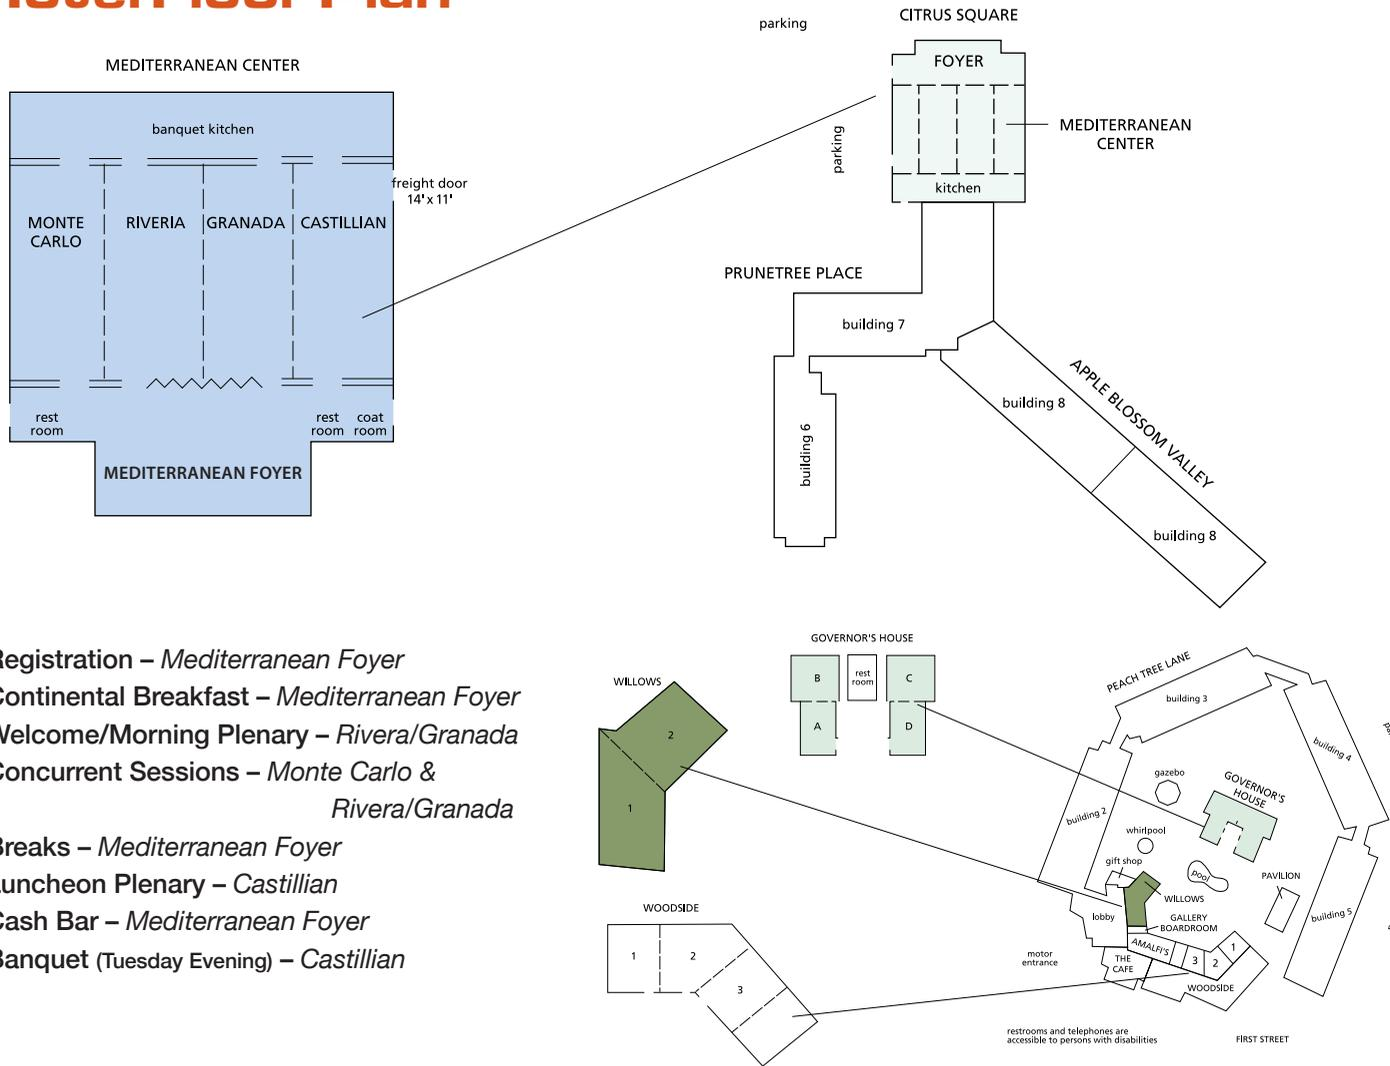 MEDITERRANEAN CENTER
banquet kitchen
freight door
14' x 11'
MONTE
CARLO
RIVERIA
GRANADA
CASTILLIAN
rest
room
rest
room
coat
room
MEDITERRANEAN FOYER
parking
CITRUS SQUARE
FOYER
parking
MEDITERRANEAN
CENTER
kitchen
PRUNETREE PLACE
building 7
building 6
building 8
APPLE BLOSSOM VALLEY
building 8
Registration – Mediterranean Foyer
Continental Breakfast – Mediterranean Foyer
Welcome/Morning Plenary – Rivera/Granada
Concurrent Sessions – Monte Carlo &
Rivera/Granada
Breaks – Mediterranean Foyer
Luncheon Plenary – Castillian
Cash Bar – Mediterranean Foyer
Banquet (Tuesday Evening) – Castillian
WILLOWS
2
1
GOVERNOR'S HOUSE
B
rest
room
C
A
D
WOODSIDE
1
2
3
PEACH TREE LANE
building 3
building 4
gazebo
GOVERNOR'S
HOUSE
building 2
whirlpool
gift shop
pool
PAVILION
WILLOWS
lobby
GALLERY
BOARDROOM
building 5
AMALFI'S
3
2
1
motor
entrance
THE
CAFE
WOODSIDE
restrooms and telephones are
accessible to persons with disabilities
FIRST STREET